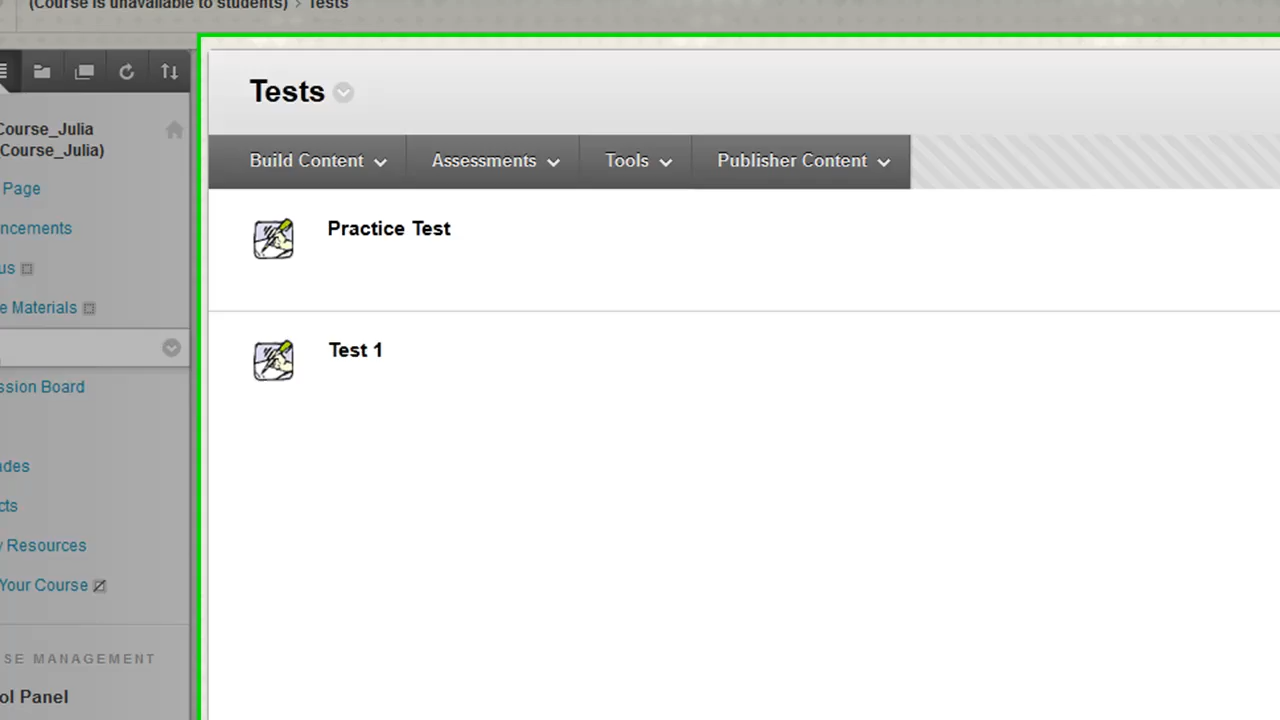 (Course is unavailable to students) > Tests
Course_Julia
(Course_Julia)
Page
ncements
us
e Materials
ssion Board
ades
cts
y Resources
Your Course
SE MANAGEMENT
ol Panel
Tests
Build Content
Assessments
Tools
Publisher Content
Practice Test
Test 1